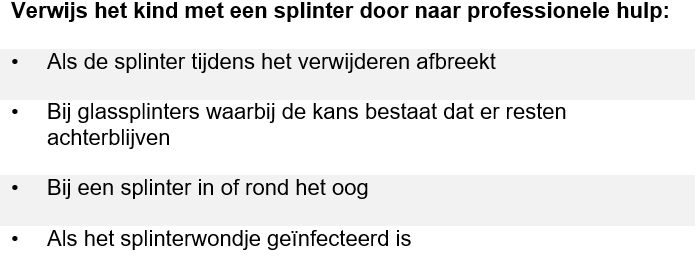 Verwijs het kind met een splinter door naar professionele hulp:
• Als de splinter tijdens het verwijderen afbreekt
• Bij glassplinters waarbij de kans bestaat dat er resten
achterblijven
• Bij een splinter in of rond het oog
• Als het splinterwondje geïnfecteerd is